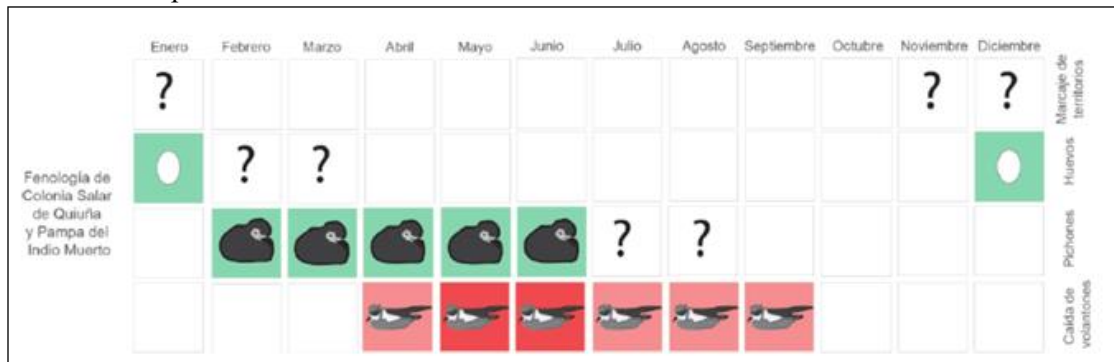 Enero Febrero Marzo Abril Mayo Junio Julio Agosto Septiembre Octubre Noviembre Diciembre
? ? ?
Marcaje de
territorios
? ?
Huevos
Fenología de
Colonia Salar
de Quiuña
y Pampa del
Indio Muerto
? ?
Pichones
Caída de
volantones